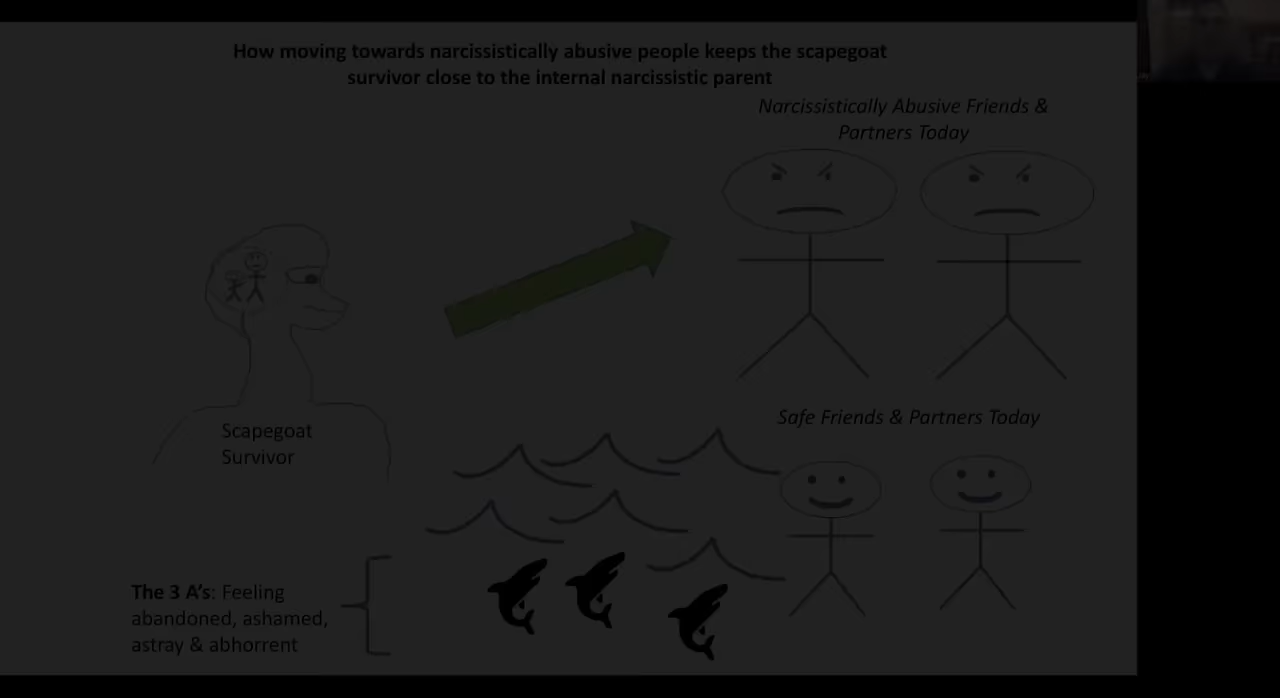 How moving towards narcissistically abusive people keeps the scapegoat
survivor close to the internal narcissistic parent
Narcissistically Abusive Friends &
Partners Today
Scapegoat
Survivor
Safe Friends & Partners Today
The 3 A's: Feeling
abandoned, ashamed,
astray & abhorrent